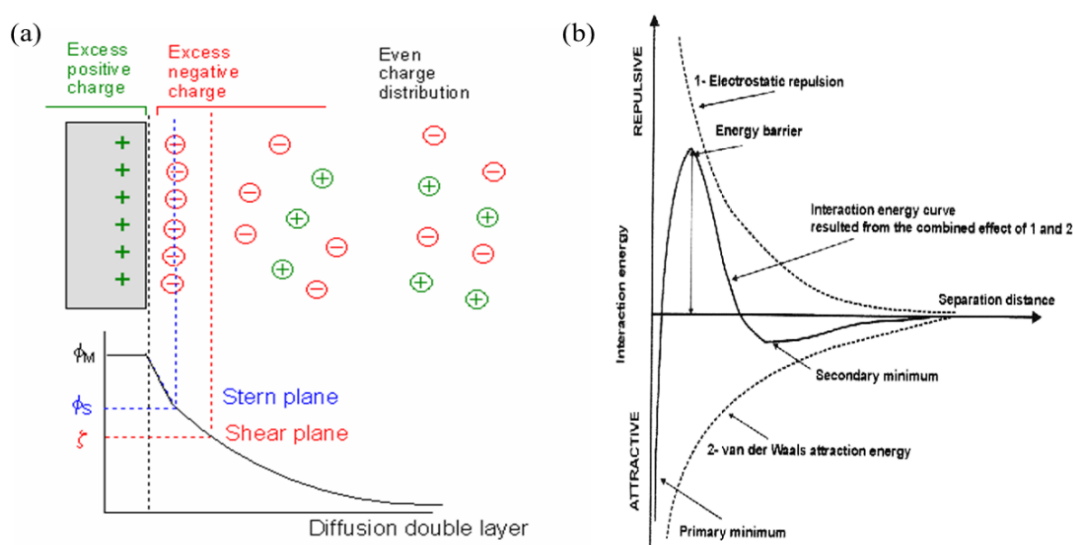 (a)
Excess
positive
charge
Excess
negative
charge
Even
charge
distribution
+
+
+
+
+
+
−
−
−
−
−
−
−
−
−
−
−
−
+
+
+
−
−
−
−
+
+
+
+
ϕM
ϕS
ζ
Stern plane
Shear plane
Diffusion double layer
(b)
REPULSIVE
Interaction energy
ATTRACTIVE
1- Electrostatic repulsion
Energy barrier
Interaction energy curve
resulted from the combined effect of 1 and 2
Separation distance
Secondary minimum
2- van der Waals attraction energy
Primary minimum